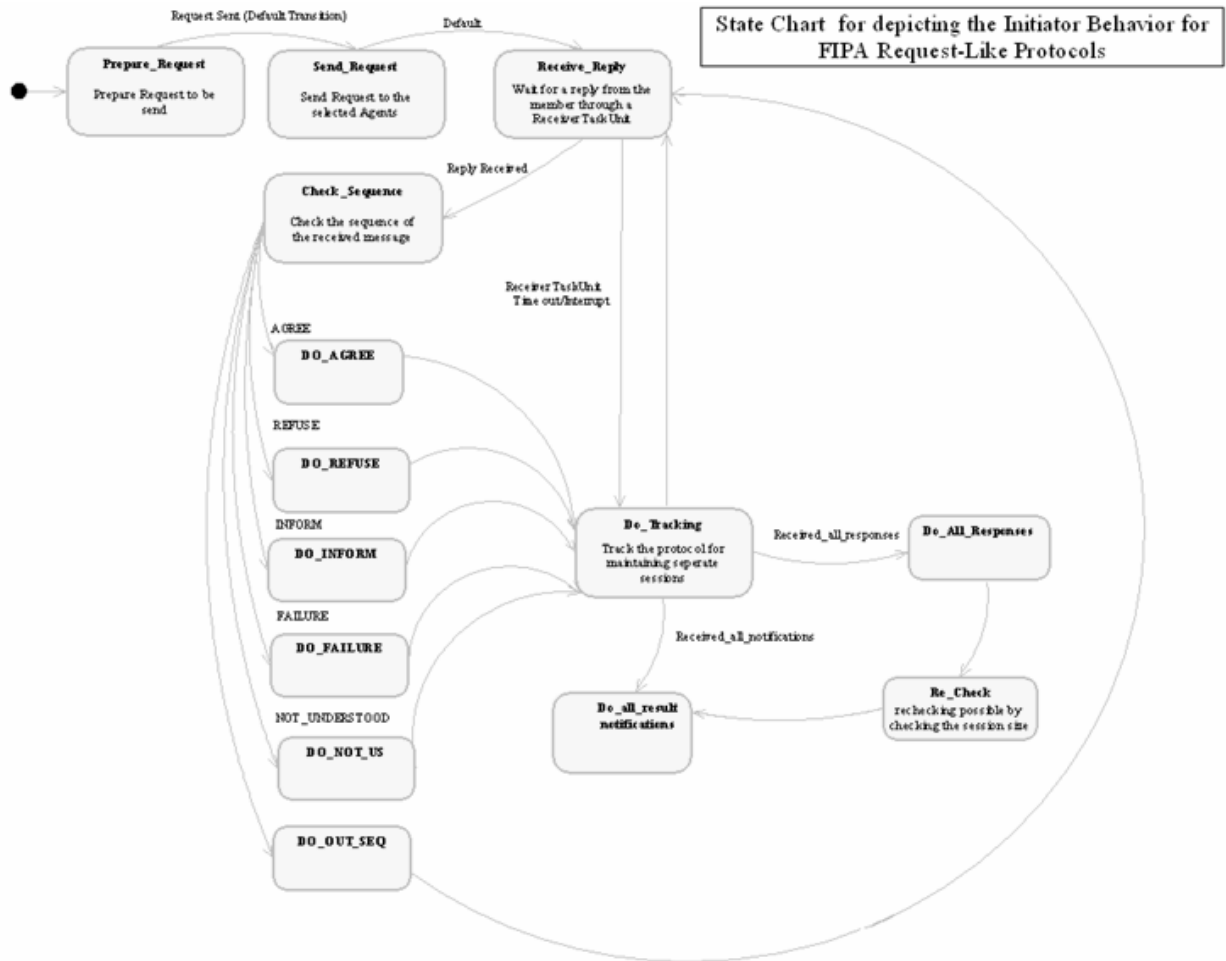 State Chart for depicting the Initiator Behavior for
FIPA Request-Like Protocols
Request Sent (Default Transition)
Default
Prepare_Request
Prepare Request to be
send
Send_Request
Send Request to the
selected Agents
Receive_Reply
Wait for a reply from the
member through a
ReceiverTaskUnit
Reply Received
Check_Sequence
Check the sequence of
the received message
Receiver TaskUnit
Time out/Interrupt
AGREE
DO_AGREE
REFUSE
DO_REFUSE
INFORM
DO_INFORM
FAILURE
DO_FAILURE
NOT_UNDERSTOOD
DO_NOT_US
DO_OUT_SEQ
Do_Tracking
Track the protocol for
maintaining seperate
sessions
Received_all_responses
Do_All_Responses
Received_all_notifications
Do_all_result
notifications
Re_Check
rechecking possible by
checking the session size